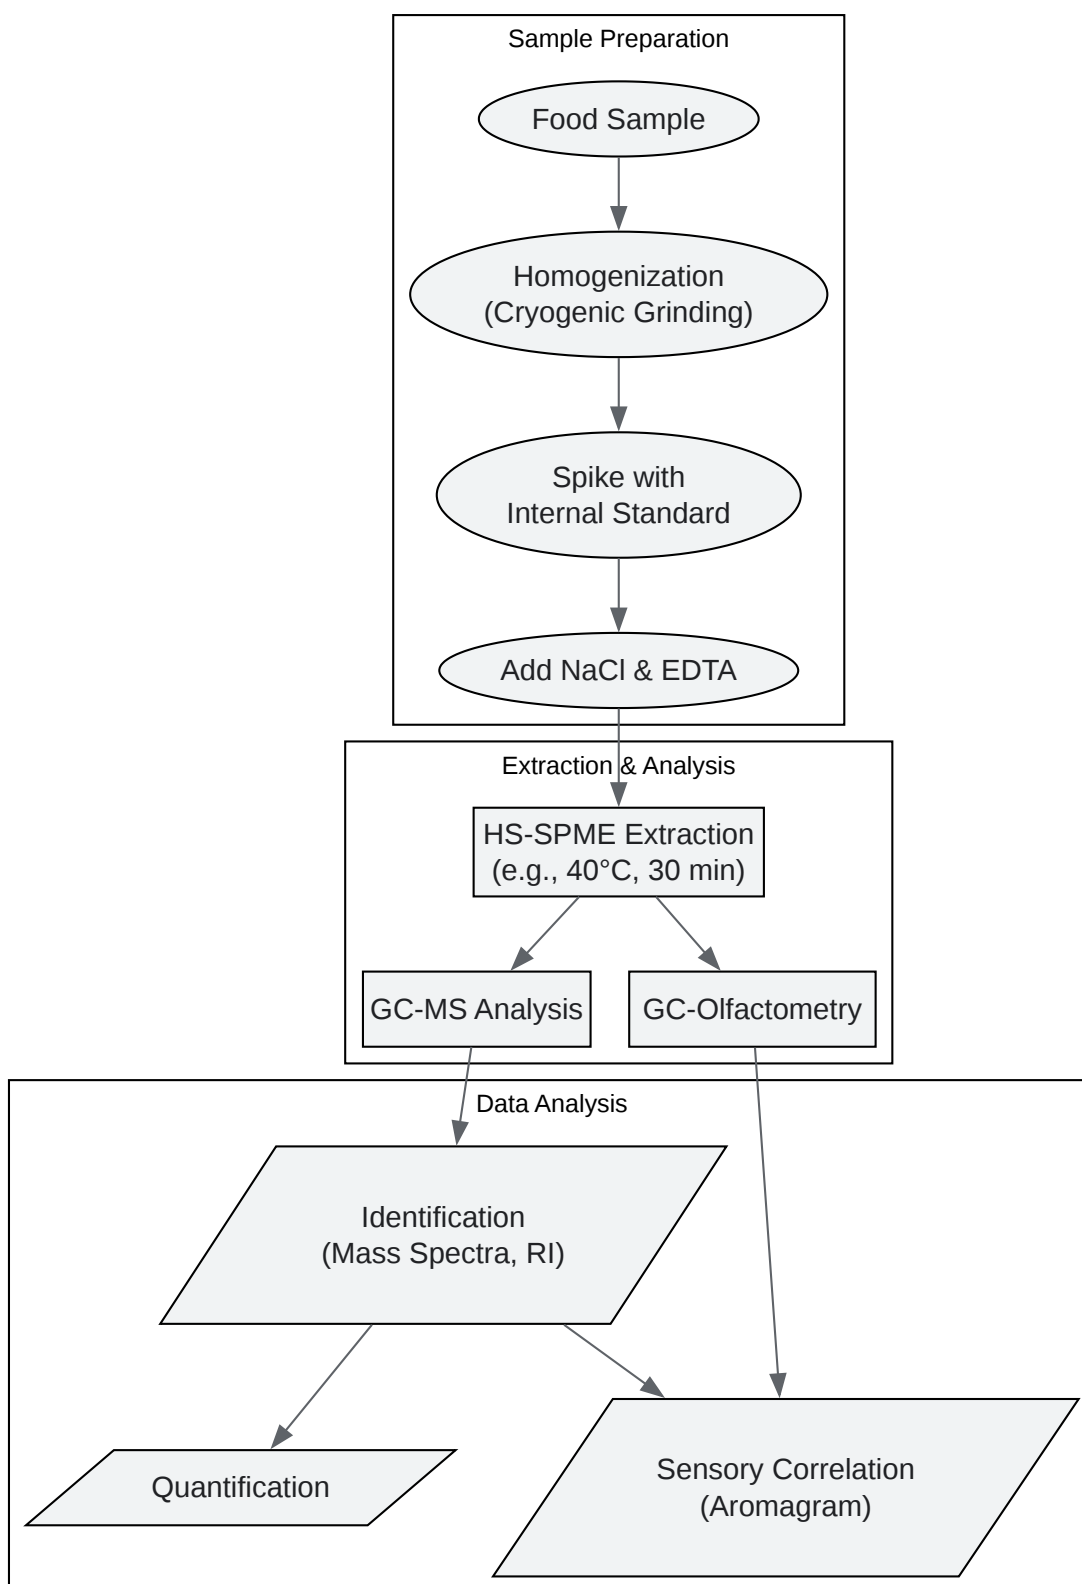 Sample Preparation
Food Sample
Homogenization
(Cryogenic Grinding)
Spike with
Internal Standard
Add NaCl & EDTA
Extraction & Analysis
HS-SPME Extraction
(e.g., 40°C, 30 min)
GC-MS Analysis
GC-Olfactometry
Data Analysis
Identification
(Mass Spectra, RI)
Quantification
Sensory Correlation
(Aromagram)